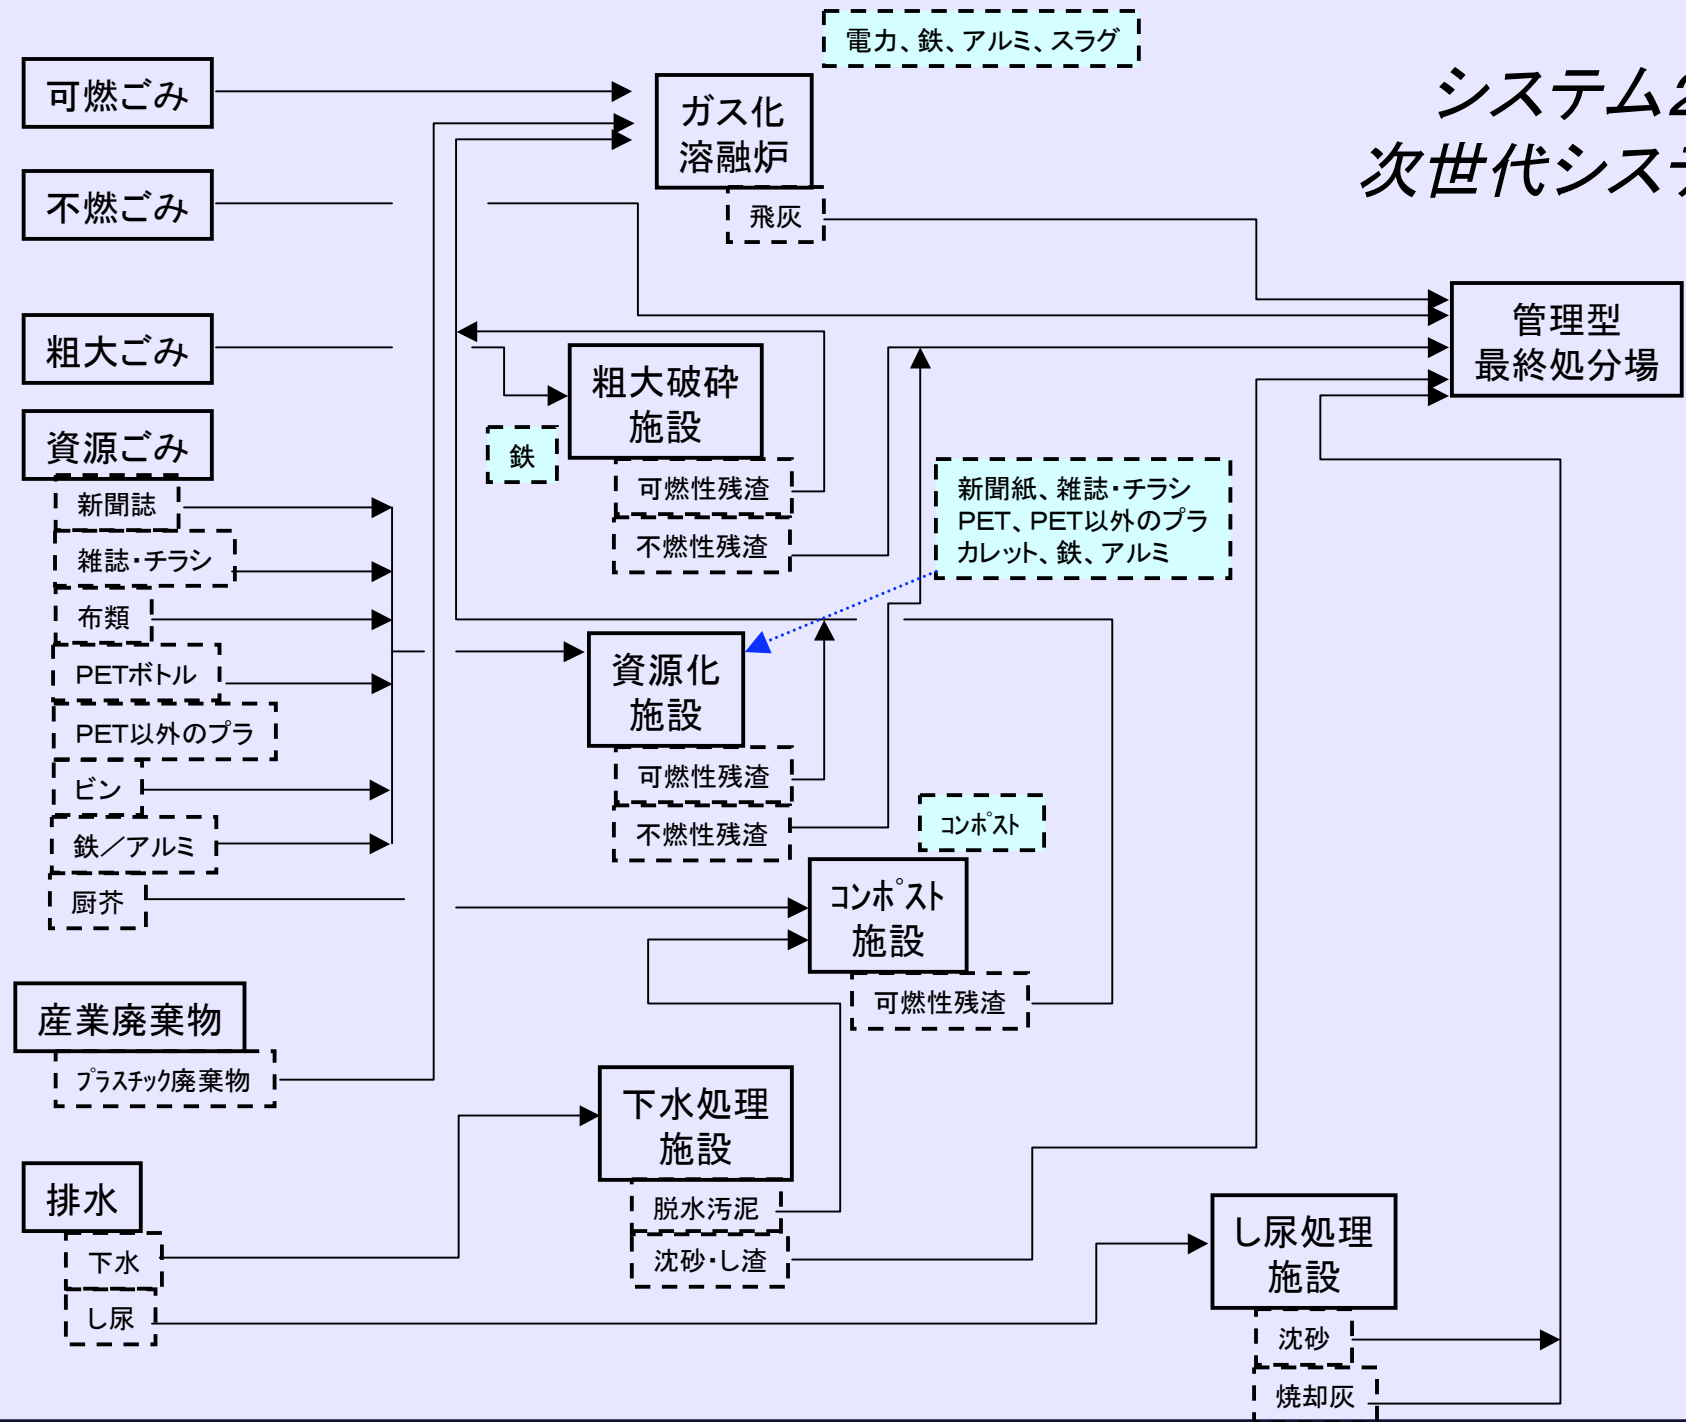 電力、鉄、アルミ、スラグ
システム2
次世代システ
可燃ごみ
ガス化
溶融炉
飛灰
不燃ごみ
管理型
最終処分場
粗大ごみ
粗大破砕
施設
鉄
可燃性残渣
不燃性残渣
資源ごみ
新聞誌
雑誌・チラシ
布類
PETボトル
PET以外のプラ
ビン
鉄／アルミ
厨芥
新聞紙、雑誌・チラシ
PET、PET以外のプラ
カレット、鉄、アルミ
資源化
施設
可燃性残渣
不燃性残渣
ｺﾝﾎﾟｽﾄ
ｺﾝﾎﾟｽﾄ
施設
可燃性残渣
産業廃棄物
ﾌﾟﾗｽﾁｯｸ廃棄物
下水処理
施設
脱水汚泥
沈砂・し渣
排水
下水
し尿
し尿処理
施設
沈砂
焼却灰